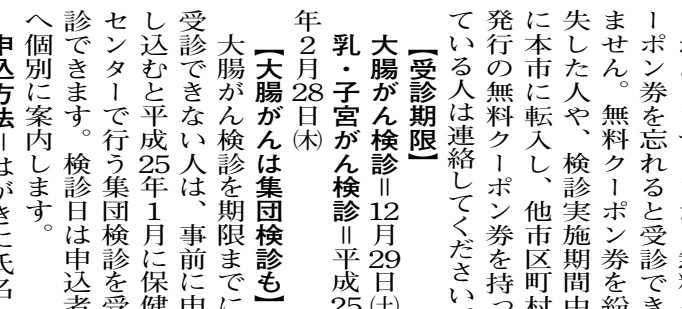 ーポン券を忘れると受診でき
ません。無料クーポン券を紛
失した人や、検診実施期間中
に本市に転入し、他市区町村
発行の無料クーポン券を持っ
ている人は連絡してください。
【受診期限】
大腸がん検診＝12月29日㈯
乳・子宮がん検診＝平成25
年2月28日㈭
【大腸がんは集団検診も】
大腸がん検診を期限までに
受診できない人は、事前に申
し込むと平成25年1月に保健
センターで行う集団検診を受
診できます。検診日は申込者
へ個別に案内します。
申込方法＝はがきに氏名